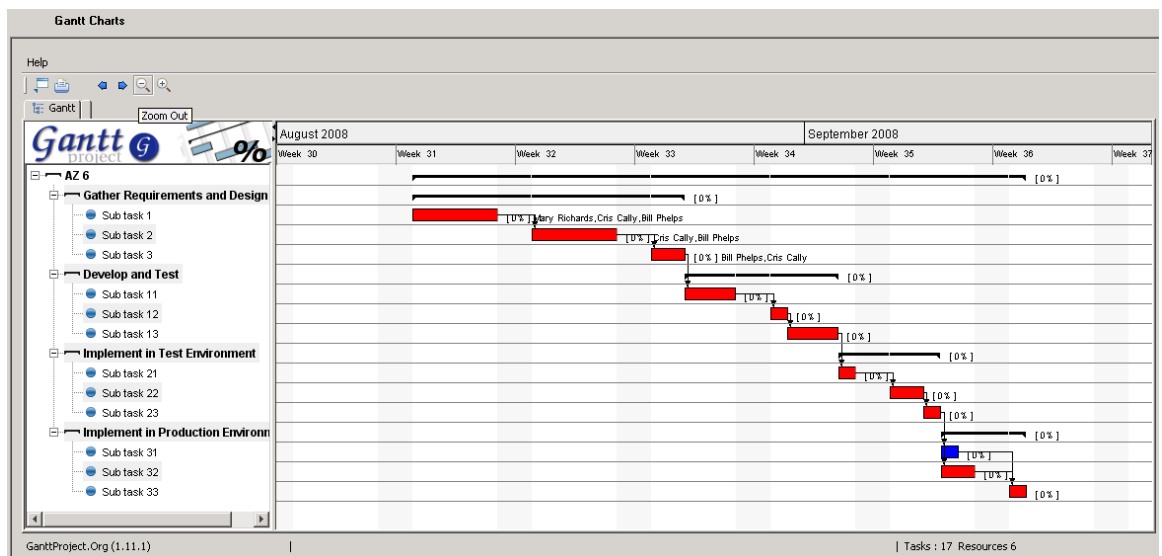 Gantt Charts
Help
Gantt
Zoom Out
Gantt
project
G
%
August 2008
September 2008
Week 30
Week 31
Week 32
Week 33
Week 34
Week 35
Week 36
Week 37
AZ 6
[0%]
Gather Requirements and Design
[0%]
Sub task 1
[0%] Mary Richards,Cris Cally,Bill Phelps
Sub task 2
[0%] Cris Cally,Bill Phelps
Sub task 3
[0%] Bill Phelps,Cris Cally
Develop and Test
[0%]
Sub task 11
[0%]
Sub task 12
[0%]
Sub task 13
[0%]
Implement in Test Environment
[0%]
Sub task 21
[0%]
Sub task 22
[0%]
Sub task 23
[0%]
Implement in Production Environm
[0%]
Sub task 31
[0%]
Sub task 32
[0%]
Sub task 33
[0%]
GanttProject.Org (1.11.1)
| Tasks : 17 Resources 6